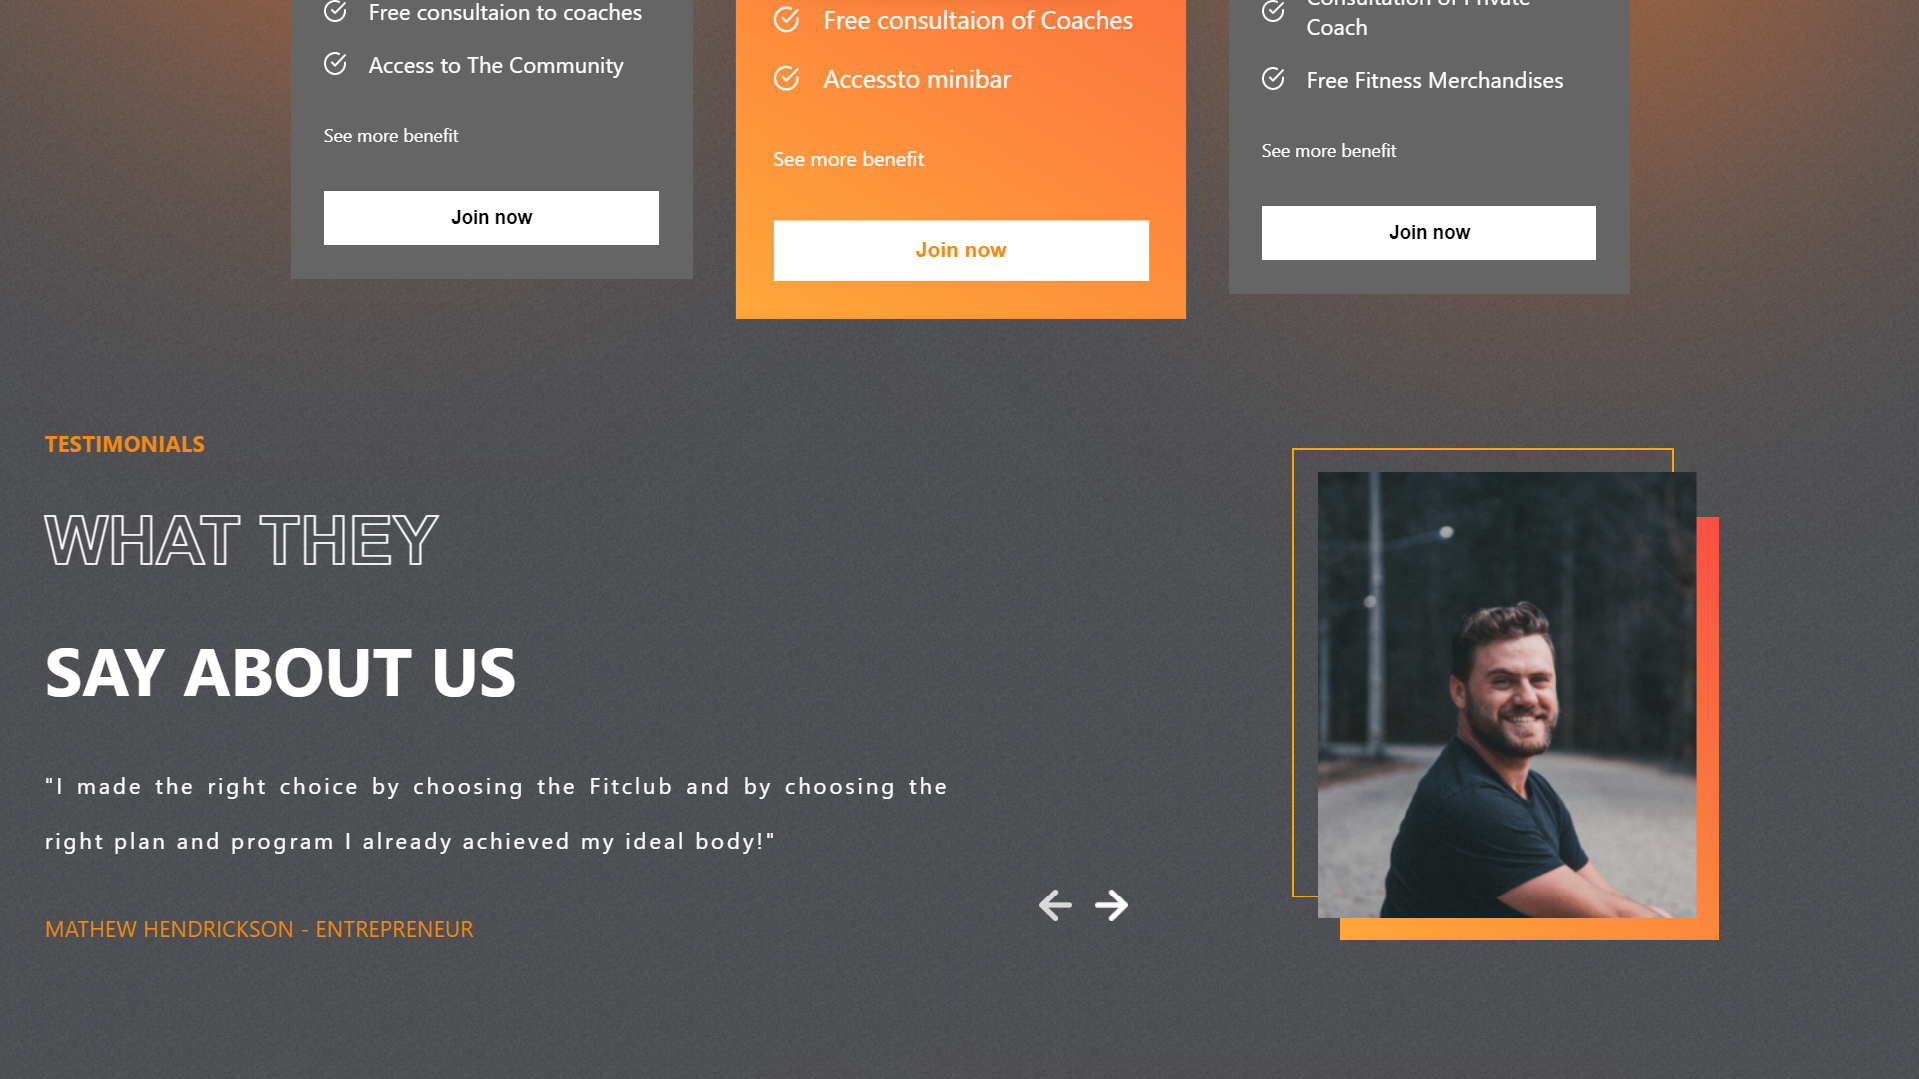 Free consultaion to coaches
Access to The Community
See more benefit
Join now
Free consultaion of Coaches
Accessto minibar
See more benefit
Join now
Consultation of Private
Coach
Free Fitness Merchandises
See more benefit
Join now
TESTIMONIALS
WHAT THEY
SAY ABOUT US
"I made the right choice by choosing the Fitclub and by choosing the
right plan and program I already achieved my ideal body!"
MATHEW HENDRICKSON - ENTREPRENEUR